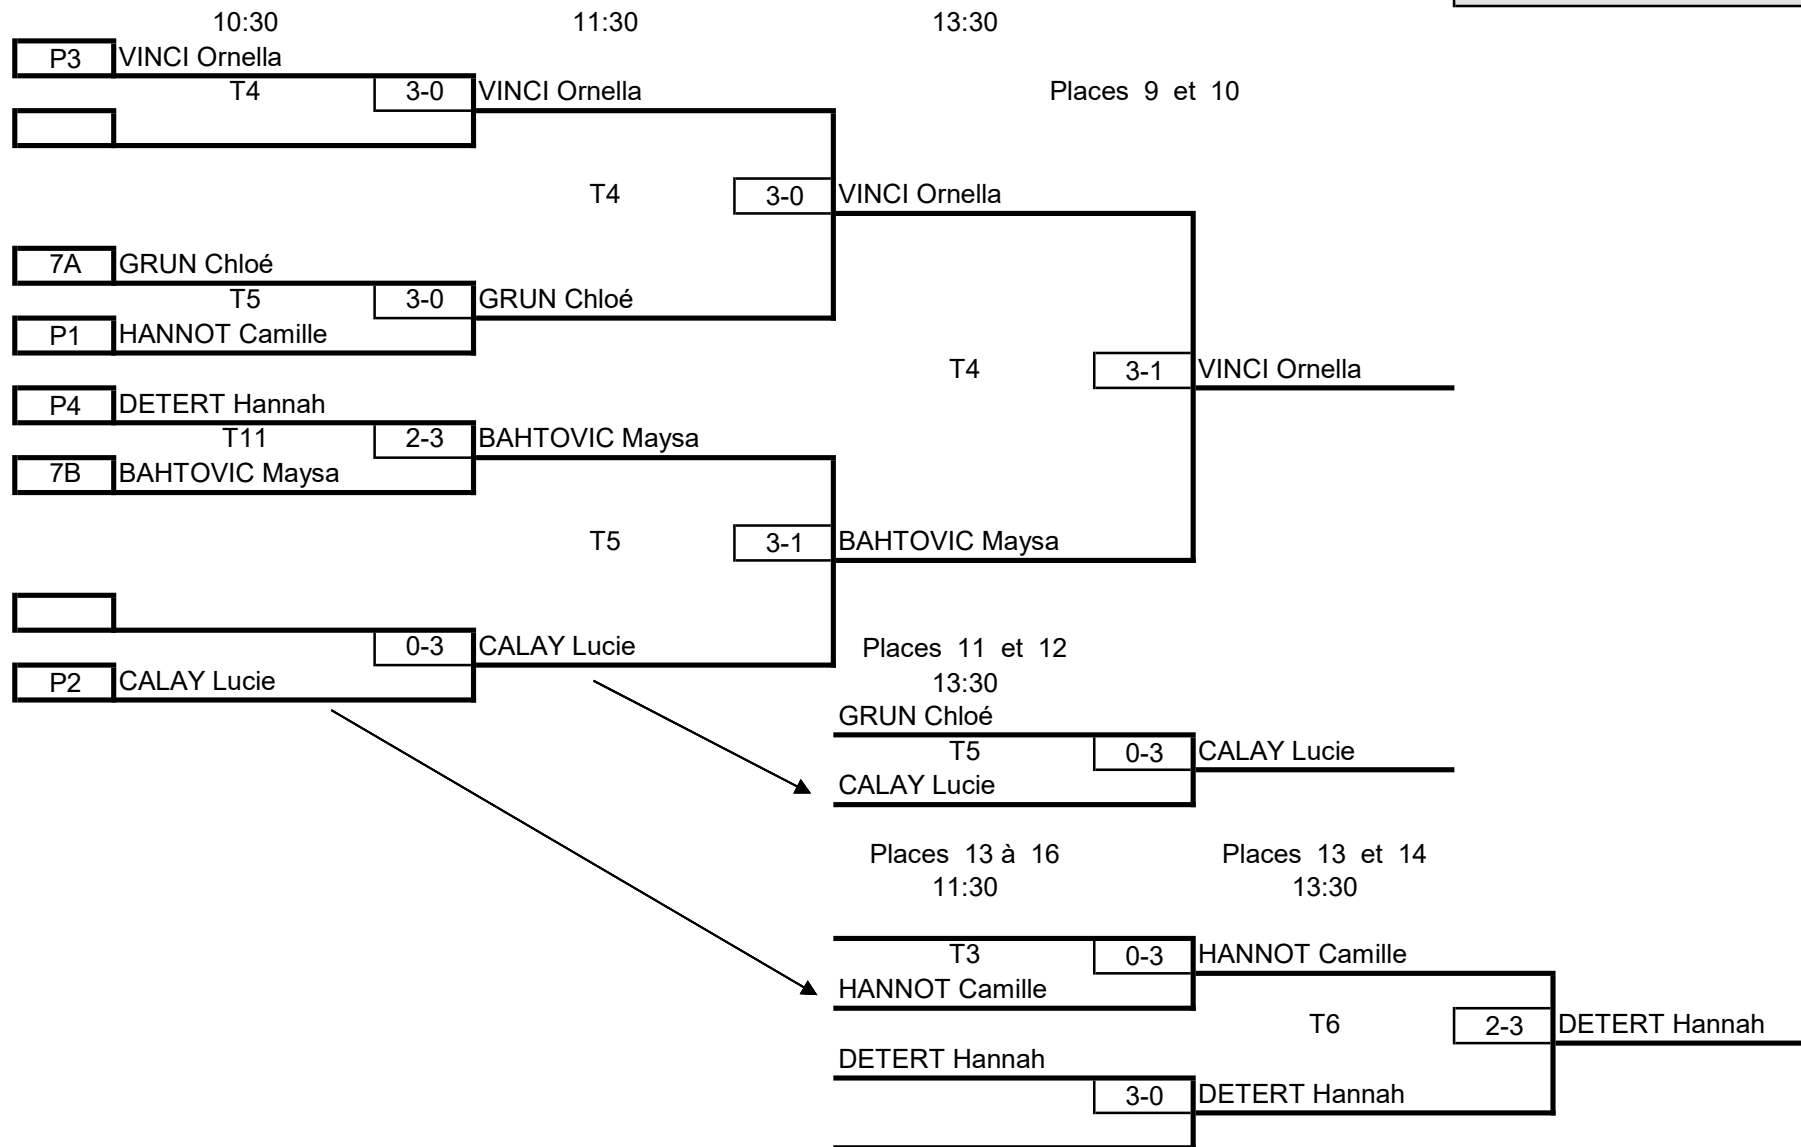 10:30 11:30 13:30
P3 VINCI Ornella
T4 3-0 VINCI Ornella Places 9 et 10
T4 3-0 VINCI Ornella
7A GRUN Chloé
T5 3-0 GRUN Chloé
P1 HANNOT Camille
T4 3-1 VINCI Ornella
P4 DETERT Hannah
T11 2-3 BAHTOVIC Maysa
7B BAHTOVIC Maysa
T5 3-1 BAHTOVIC Maysa
0-3 CALAY Lucie Places 11 et 12
P2 CALAY Lucie 13:30
GRUN Chloé
T5 0-3 CALAY Lucie
CALAY Lucie
Places 13 à 16 Places 13 et 14
11:30 13:30
T3 0-3 HANNOT Camille
HANNOT Camille
T6 2-3 DETERT Hannah
DETERT Hannah
3-0 DETERT Hannah